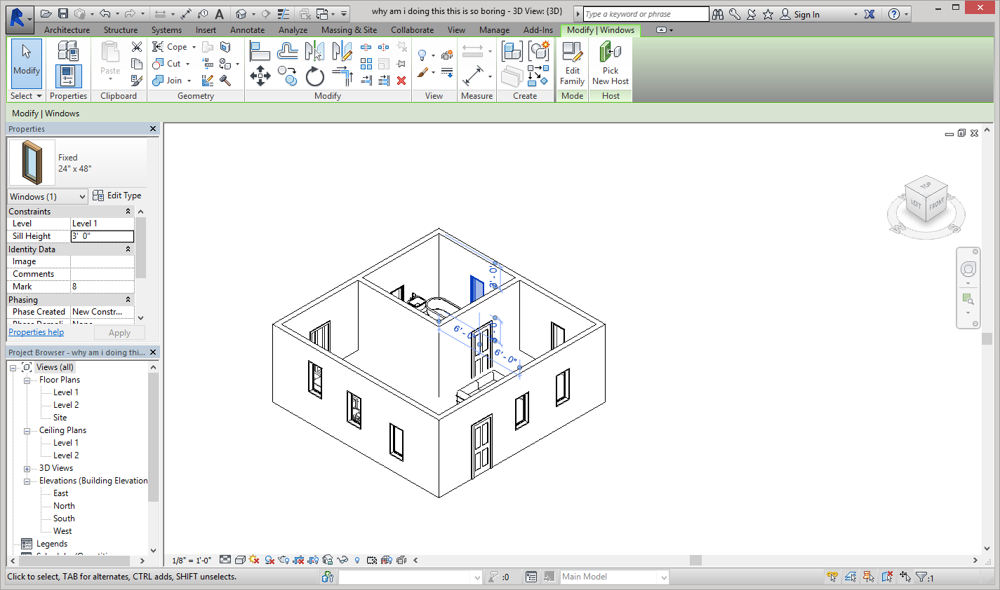 why am i doing this this is so boring - 3D View: {3D}
Type a keyword or phrase
Sign In
Architecture
Structure
Systems
Insert
Annotate
Analyze
Massing & Site
Collaborate
View
Manage
Add-Ins
Modify | Windows
Modify
Paste
Cope
Cut
Join
Edit
Family
Pick
New Host
Select
Properties
Clipboard
Geometry
Modify
View
Measure
Create
Mode
Host
Modify | Windows
Properties
Fixed
24" x 48"
Windows (1)
Edit Type
Constraints
Level
Level 1
Sill Height
3' 0"
Identity Data
Image
Comments
Mark
8
Phasing
Phase Created
New Constr...
Properties help
Apply
Project Browser - why am i doing thi...
Views (all)
Floor Plans
Level 1
Level 2
Site
Ceiling Plans
Level 1
Level 2
3D Views
Elevations (Building Elevation
East
North
South
West
Legends
TOP
LEFT
FRONT
3' - 0"
6' - 0"
6' - 0"
1/8" = 1'-0"
Click to select, TAB for alternates, CTRL adds, SHIFT unselects.
:0
Main Model
:1